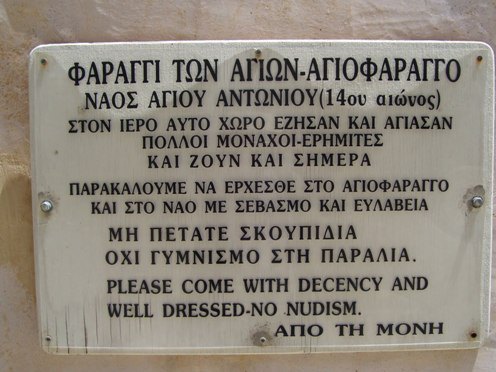 ΦΑΡΑΓΓΙ ΤΩΝ ΑΓΙΩΝ-ΑΓΙΟΦΑΡΑΓΓΟ
ΝΑΟΣ ΑΓΙΟΥ ΑΝΤΩΝΙΟΥ(14ου αιώνος)
ΣΤΟΝ ΙΕΡΟ ΑΥΤΟ ΧΩΡΟ ΕΖΗΣΑΝ ΚΑΙ ΑΓΙΑΣΑΝ
ΠΟΛΛΟΙ ΜΟΝΑΧΟΙ-ΕΡΗΜΙΤΕΣ
ΚΑΙ ΖΟΥΝ ΚΑΙ ΣΗΜΕΡΑ
ΠΑΡΑΚΑΛΟΥΜΕ ΝΑ ΕΡΧΕΣΘΕ ΣΤΟ ΑΓΙΟΦΑΡΑΓΓΟ
ΚΑΙ ΣΤΟ ΝΑΟ ΜΕ ΣΕΒΑΣΜΟ ΚΑΙ ΕΥΛΑΒΕΙΑ
ΜΗ ΠΕΤΑΤΕ ΣΚΟΥΠΙΔΙΑ
ΟΧΙ ΓΥΜΝΙΣΜΟ ΣΤΗ ΠΑΡΑΛΙΑ.
PLEASE COME WITH DECENCY AND
WELL DRESSED-NO NUDISM.
ΑΠΟ ΤΗ ΜΟΝΗ